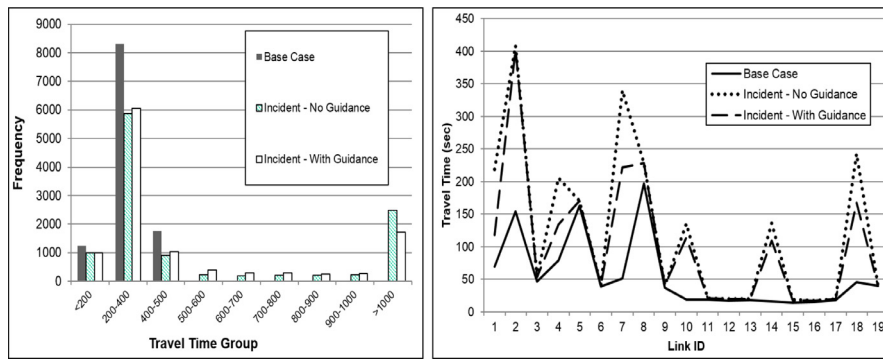 9000
8000
7000
6000
5000
4000
3000
2000
1000
0
Frequency
Base Case
Incident - No Guidance
Incident - With Guidance
<200
200-400
400-500
500-600
600-700
700-800
800-900
900-1000
>1000
Travel Time Group
450
400
350
300
250
200
150
100
50
0
Travel Time (sec)
Base Case
Incident - No Guidance
Incident - With Guidance
1 2 3 4 5 6 7 8 9 10 11 12 13 14 15 16 17 18 19
Link ID